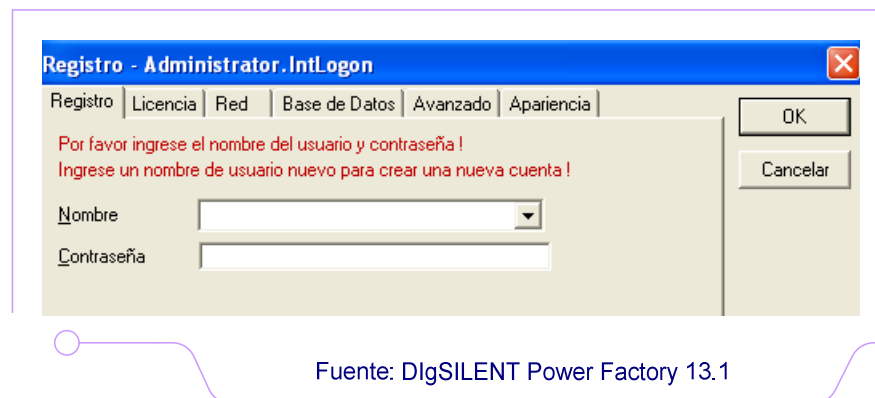 Registro - Administrator.IntLogon
Registro Licencia Red Base de Datos Avanzado Apariencia
OK
Por favor ingrese el nombre del usuario y contraseña !
Ingrese un nombre de usuario nuevo para crear una nueva cuenta !
Cancelar
Nombre
Contraseña
Fuente: DIgSILENT Power Factory 13.1